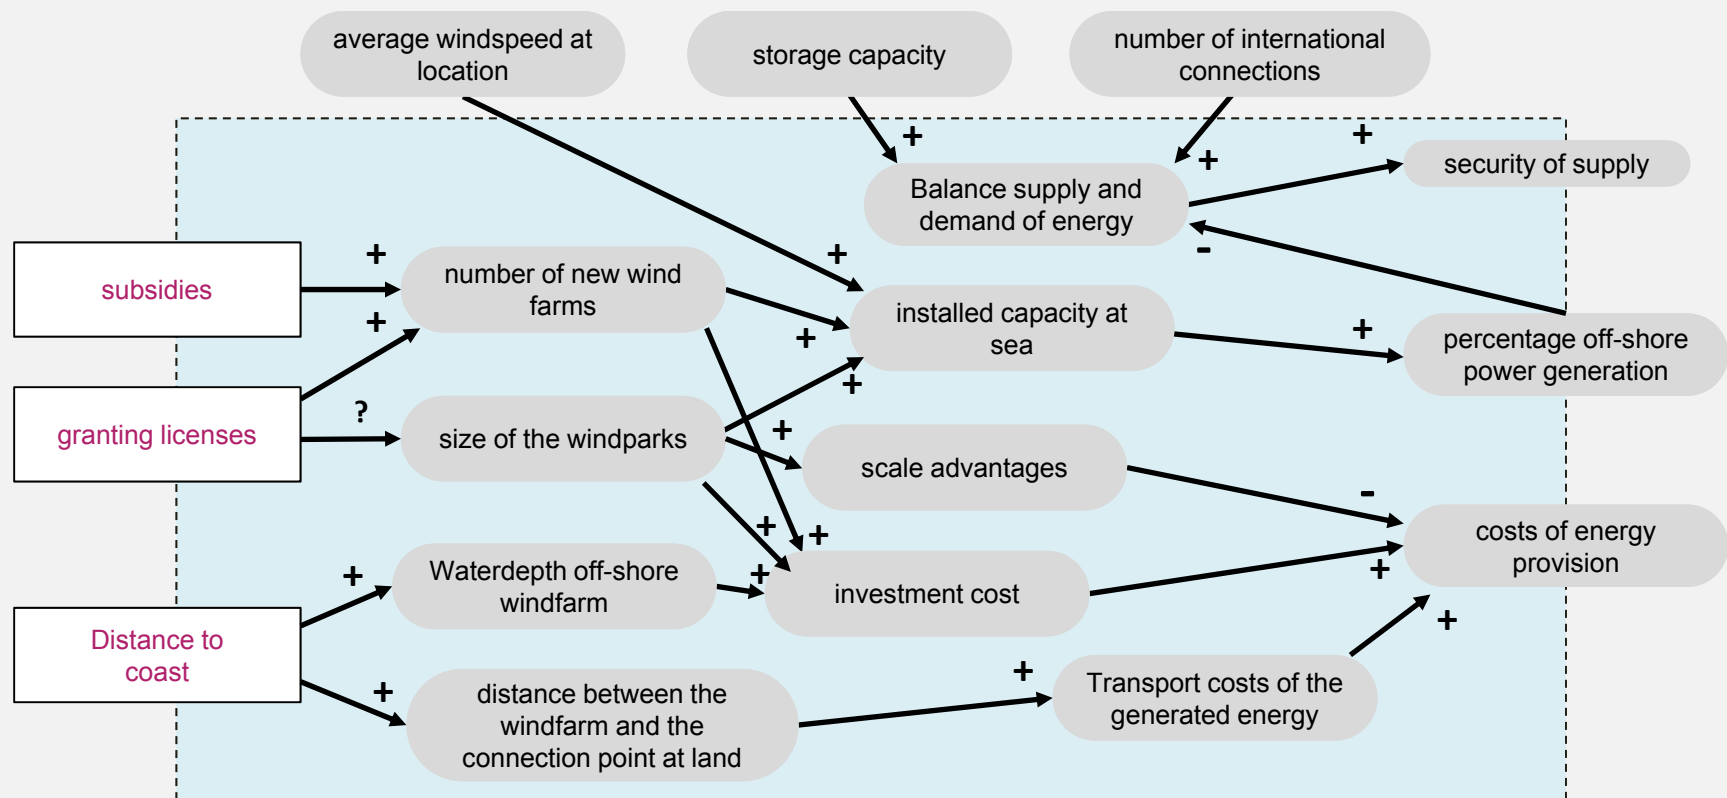 average windspeed at
location
storage capacity
number of international
connections
+
+
+
security of supply
Balance supply and
demand of energy
-
subsidies
+
number of new wind
farms
+
installed capacity at
sea
+
+
+
percentage off-shore
power generation
+
granting licenses
?
size of the windparks
+
scale advantages
-
costs of energy
provision
+
+
+
Waterdepth off-shore
windfarm
+
investment cost
+
+
Distance to
coast
+
distance between the
windfarm and the
connection point at land
+
Transport costs of the
generated energy